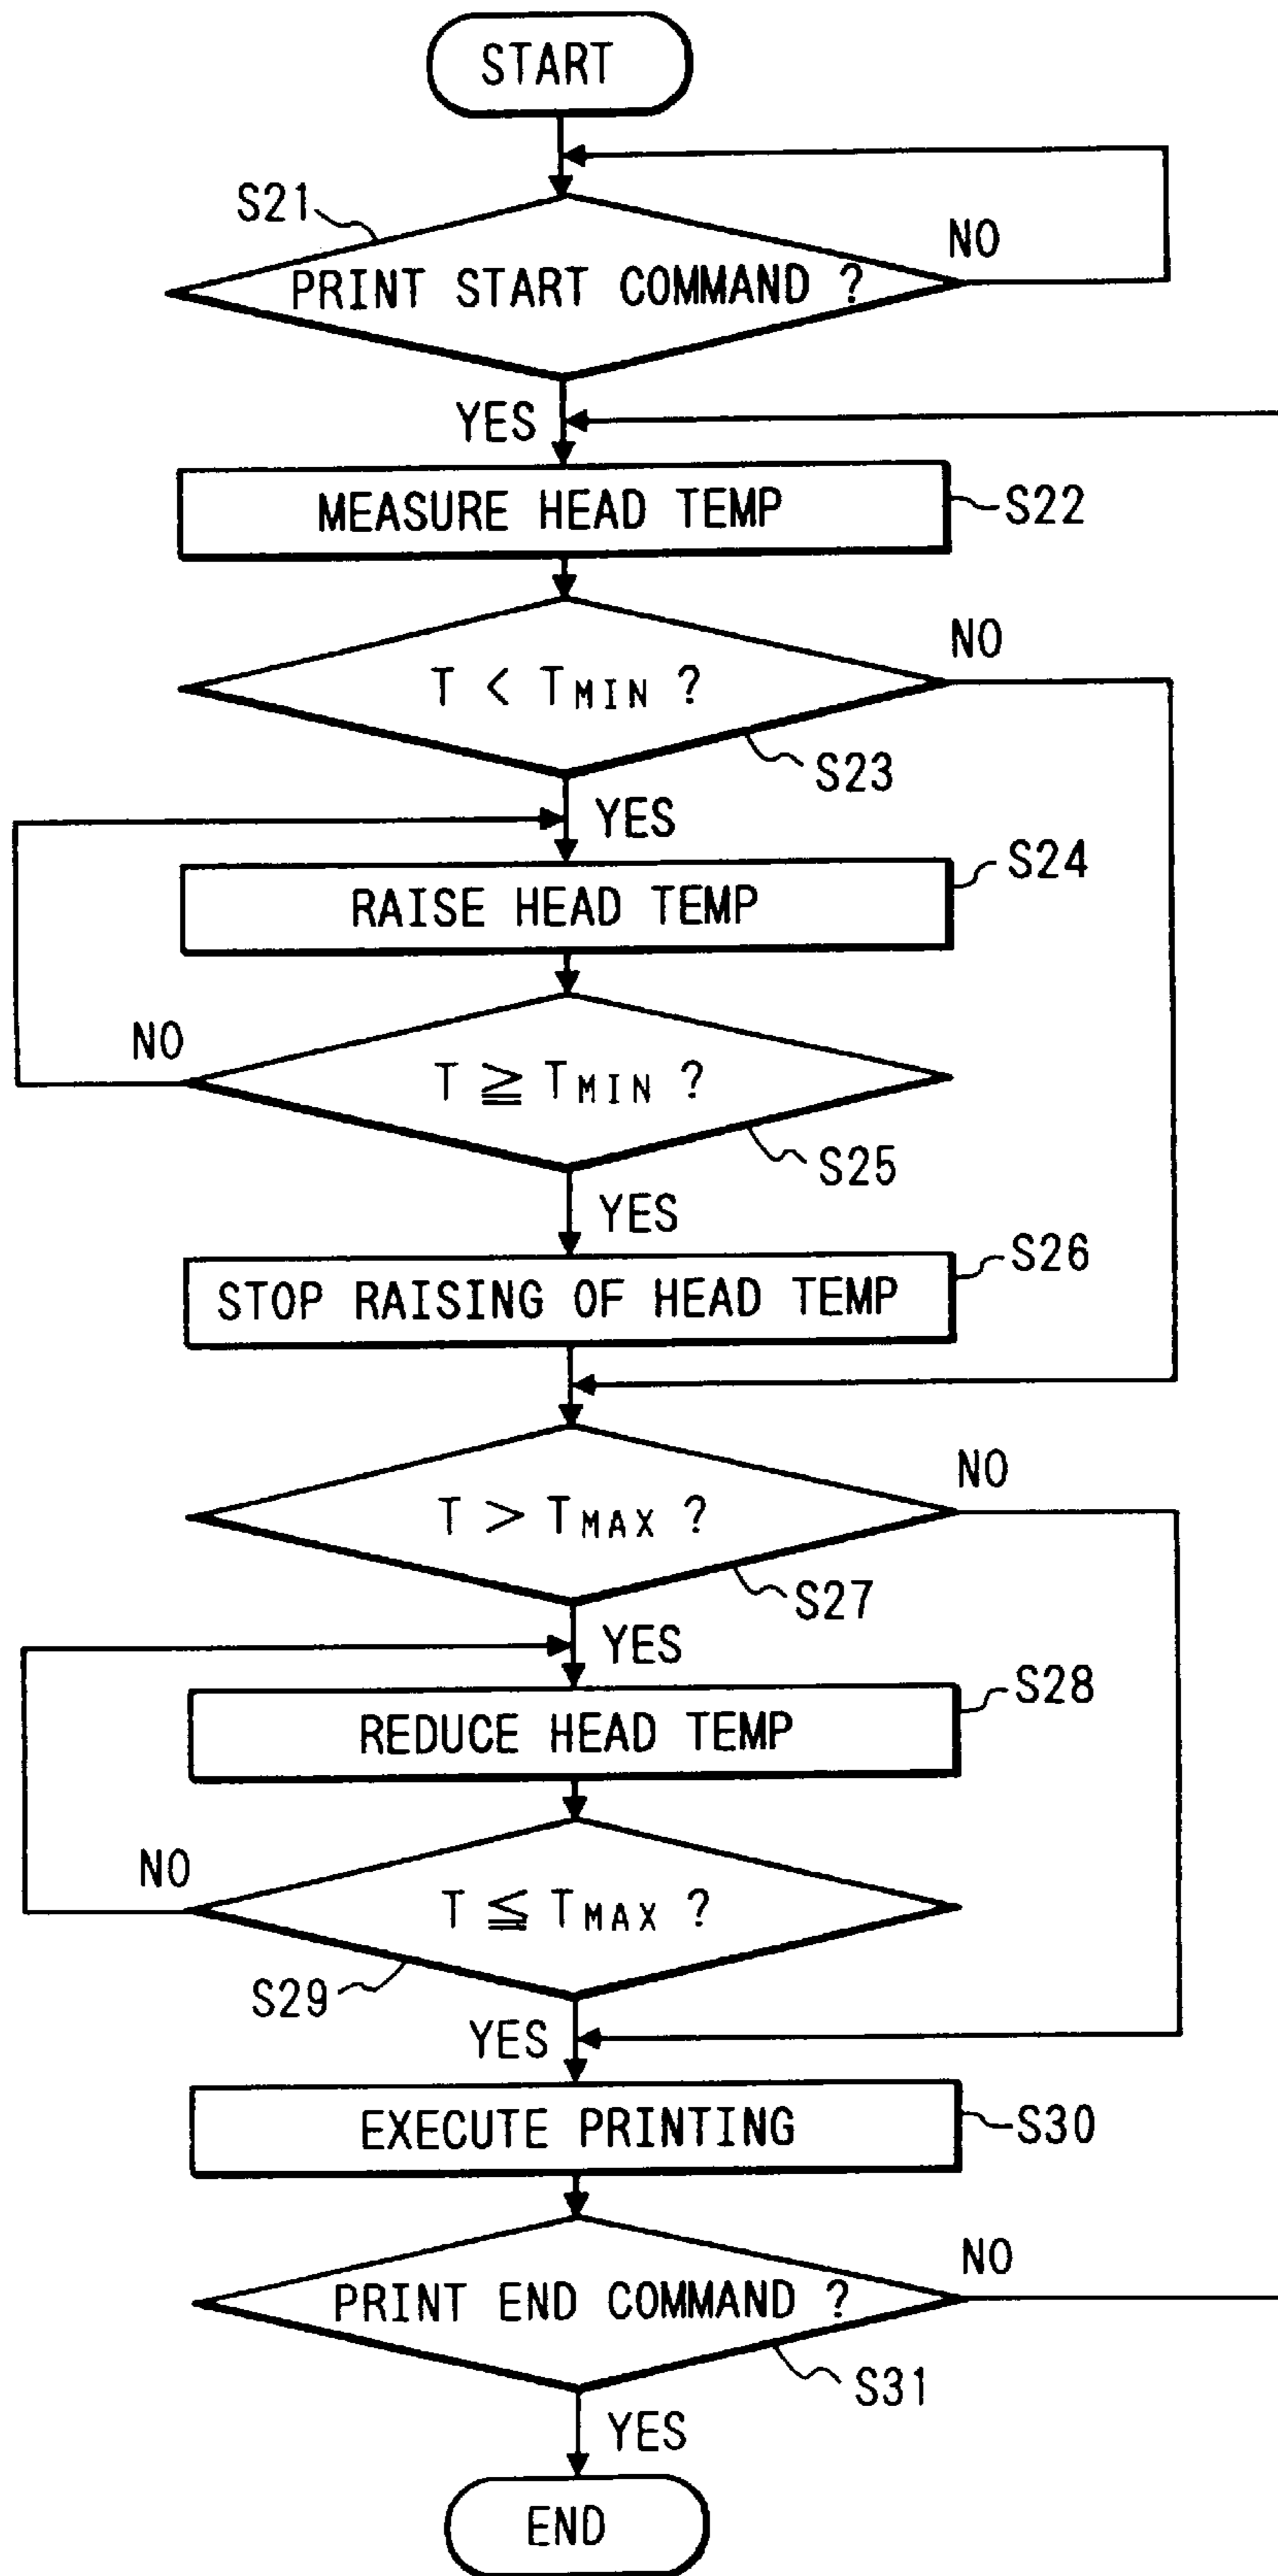 START
S21
NO
PRINT START COMMAND ?
YES
MEASURE HEAD TEMP
S22
NO
T < TMIN ?
S23
YES
S24
RAISE HEAD TEMP
NO
T ≧ TMIN ?
S25
YES
S26
STOP RAISING OF HEAD TEMP
NO
T > TMAX ?
S27
YES
S28
REDUCE HEAD TEMP
NO
T ≦ TMAX ?
S29
YES
EXECUTE PRINTING
S30
NO
PRINT END COMMAND ?
S31
YES
END